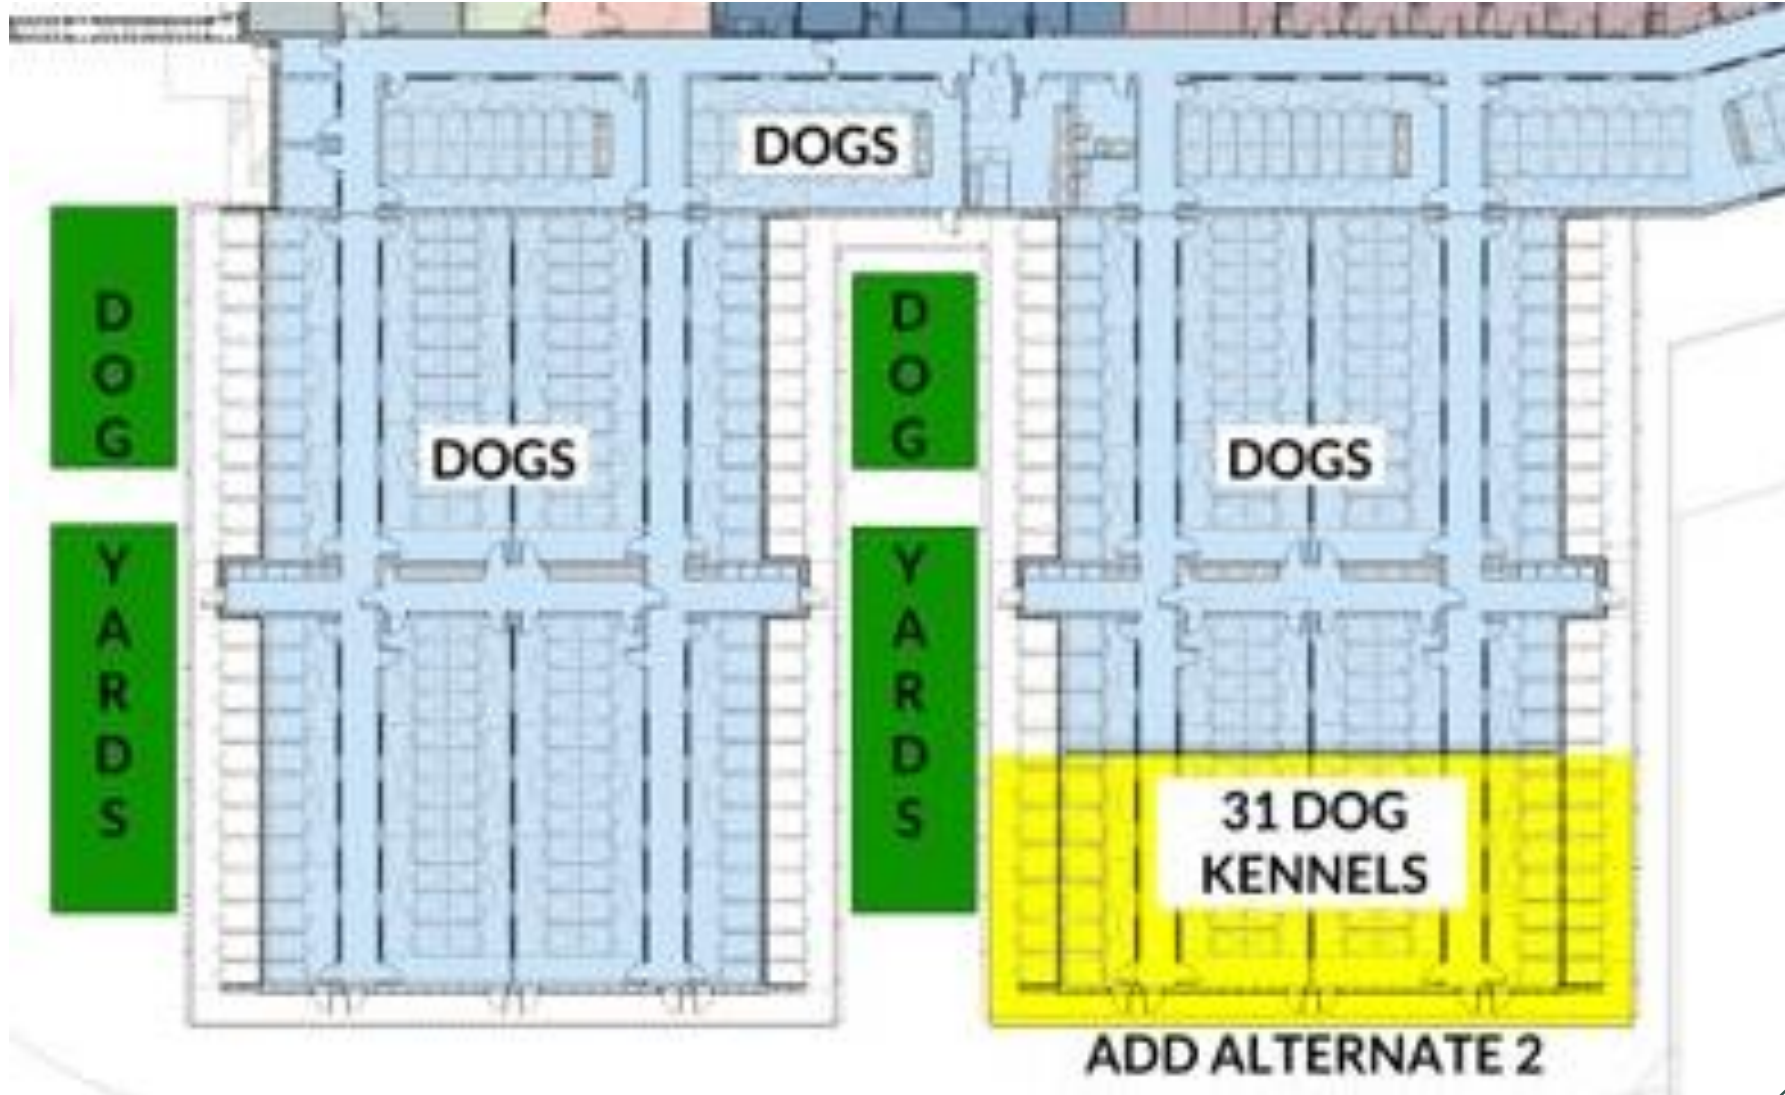 DOGS
DOG
YARDS
DOGS
DOG
YARDS
DOGS
31 DOG
KENNELS
ADD ALTERNATE 2